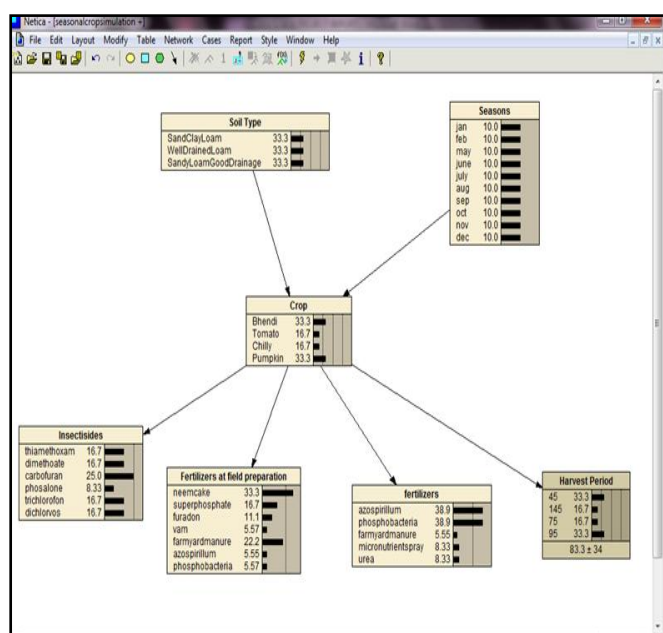 Netica - [seasonalcropsimulation +]
File Edit Layout Modify Table Network Cases Report Style Window Help
Soil Type
SandClayLoam 33.3
WellDrainedLoam 33.3
SandyLoamGoodDrainage 33.3
Seasons
jan 10.0
feb 10.0
may 10.0
june 10.0
july 10.0
aug 10.0
sep 10.0
oct 10.0
nov 10.0
dec 10.0
Crop
Bhendi 33.3
Tomato 16.7
Chilly 16.7
Pumpkin 33.3
Insectisides
thiamethoxam 16.7
dimethoate 16.7
carbofuran 25.0
phosalone 8.33
trichlorofon 16.7
dichlorvos 16.7
Fertilizers at field preparation
neemcake 33.3
superphosphate 16.7
furadon 11.1
vam 5.57
farmyardmanure 22.2
azospirillum 5.55
phosphobacteria 5.57
fertilizers
azospirillum 38.9
phosphobacteria 38.9
farmyardmanure 5.55
micronutrientspray 8.33
urea 8.33
Harvest Period
45 33.3
145 16.7
75 16.7
95 33.3
83.3 ± 34